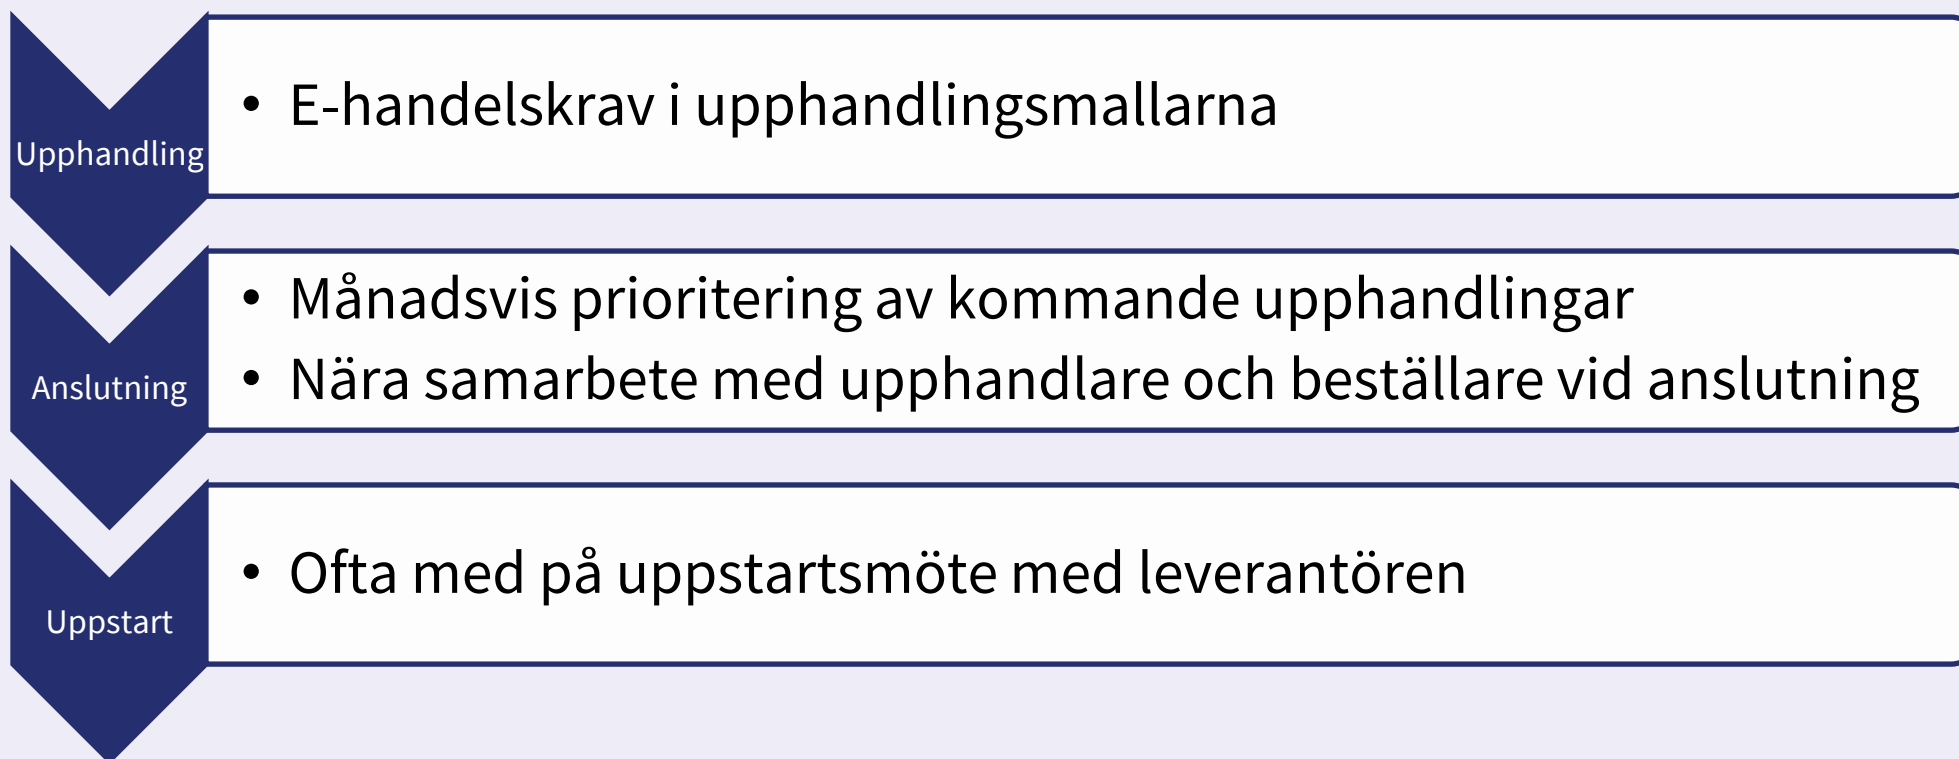 Upphandling
• E-handelskrav i upphandlingsmallarna
Anslutning
• Månadsvis prioritering av kommande upphandlingar
• Nära samarbete med upphandlare och beställare vid anslutning
Uppstart
• Ofta med på uppstartsmöte med leverantören